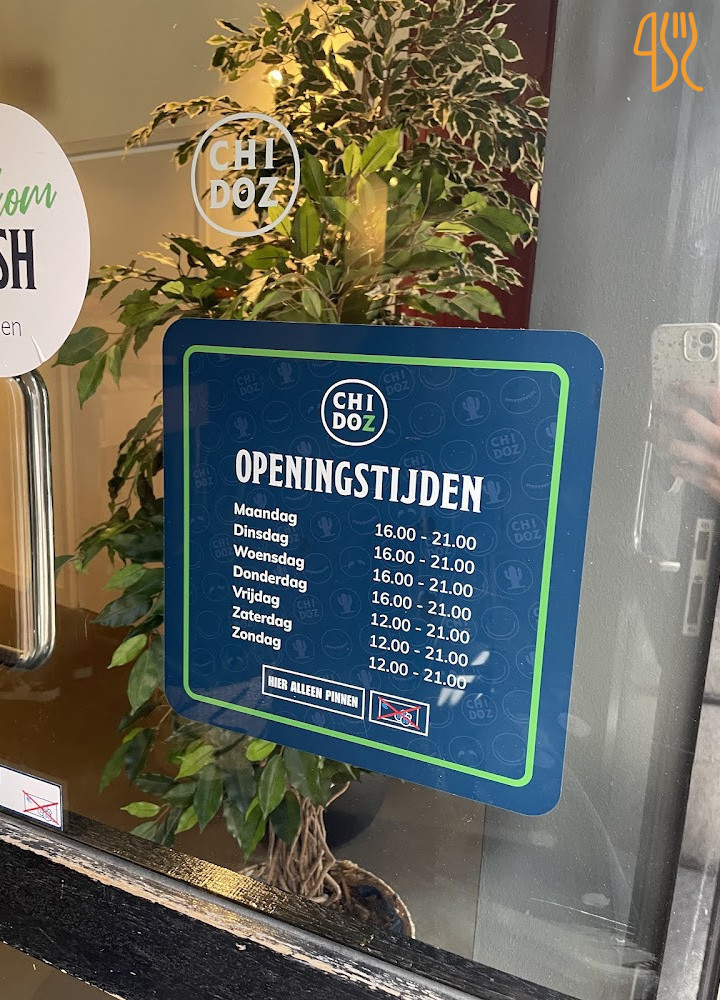 CHI
DOZ
kom
SH
en
CHI
DOZ
OPENINGSTIJDEN
Maandag 16.00 - 21.00
Dinsdag 16.00 - 21.00
Woensdag 16.00 - 21.00
Donderdag 16.00 - 21.00
Vrijdag 12.00 - 21.00
Zaterdag 12.00 - 21.00
Zondag 12.00 - 21.00
HIER ALLEEN PINNEN